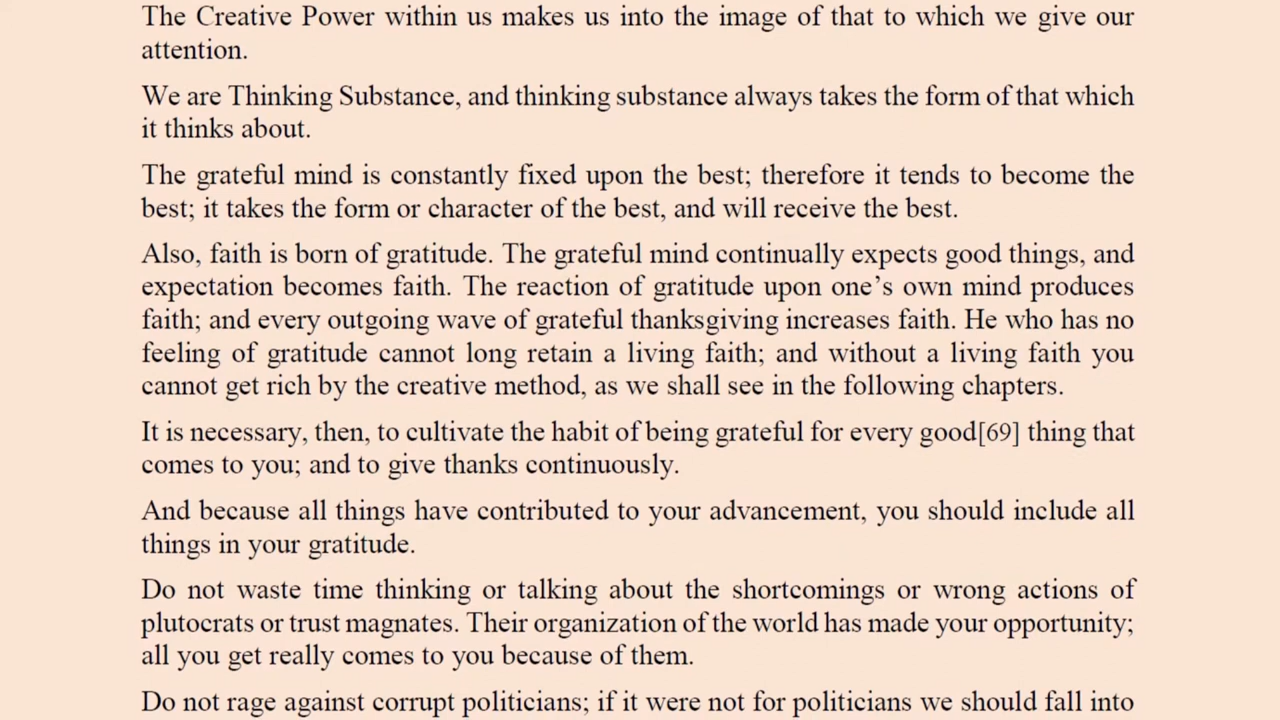 The Creative Power within us makes us into the image of that to which we give our
attention.
We are Thinking Substance, and thinking substance always takes the form of that which
it thinks about.
The grateful mind is constantly fixed upon the best; therefore it tends to become the
best; it takes the form or character of the best, and will receive the best.
Also, faith is born of gratitude. The grateful mind continually expects good things, and
expectation becomes faith. The reaction of gratitude upon one’s own mind produces
faith; and every outgoing wave of grateful thanksgiving increases faith. He who has no
feeling of gratitude cannot long retain a living faith; and without a living faith you
cannot get rich by the creative method, as we shall see in the following chapters.
It is necessary, then, to cultivate the habit of being grateful for every good[69] thing that
comes to you; and to give thanks continuously.
And because all things have contributed to your advancement, you should include all
things in your gratitude.
Do not waste time thinking or talking about the shortcomings or wrong actions of
plutocrats or trust magnates. Their organization of the world has made your opportunity;
all you get really comes to you because of them.
Do not rage against corrupt politicians; if it were not for politicians we should fall into